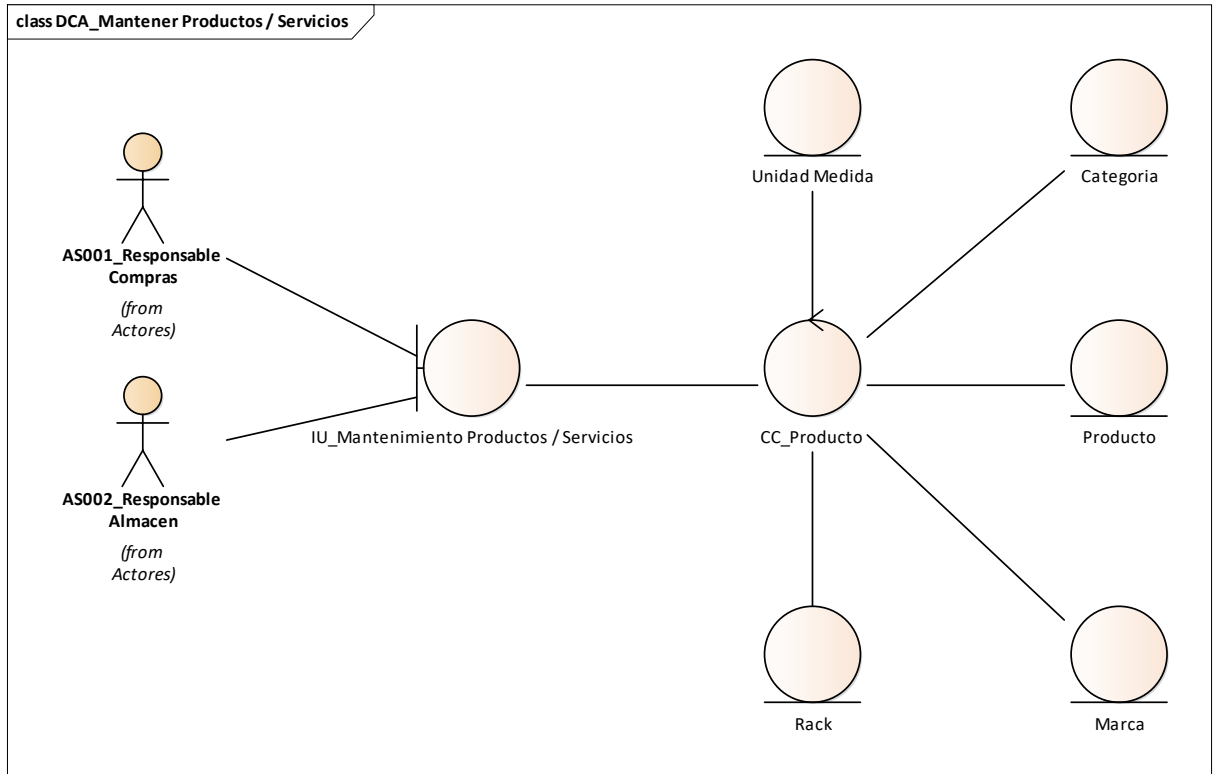 class DCA_Mantener Productos / Servicios
Unidad Medida
Categoria
AS001_Responsable
Compras
(from
Actores)
IU_Mantenimiento Productos / Servicios
CC_Producto
Producto
AS002_Responsable
Almacen
(from
Actores)
Rack
Marca